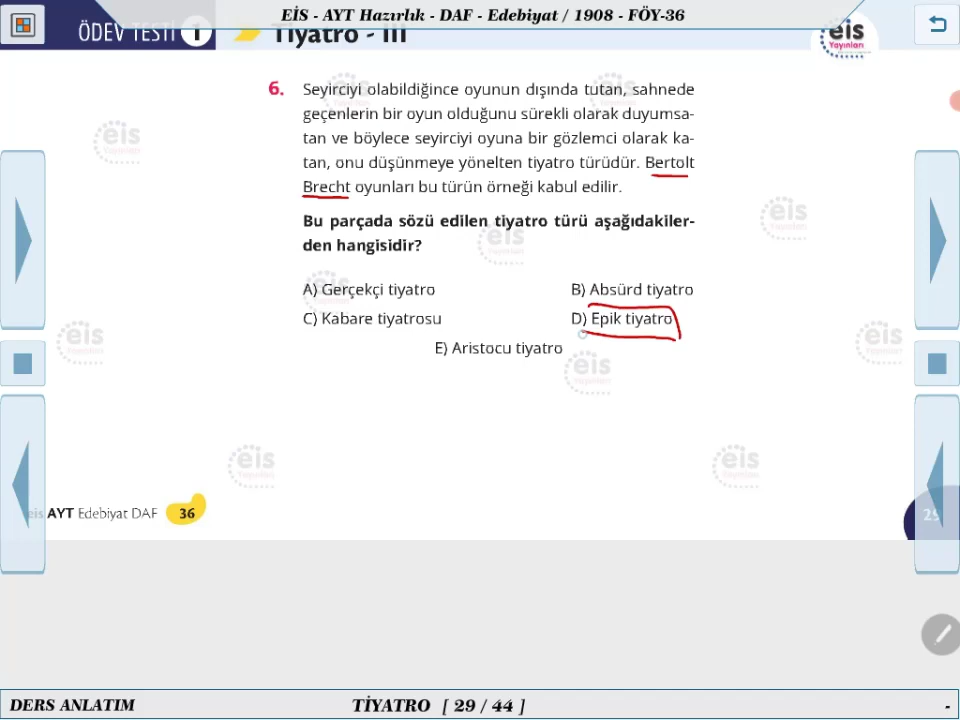 EİS - AYT Hazırlık - DAF - Edebiyat / 1908 - FÖY-36
ÖDEV TESTİ 1
Tiyatro - III
eis
Yayınları
6. Seyirciyi olabildiğince oyunun dışında tutan, sahnede
geçenlerin bir oyun olduğunu sürekli olarak duyumsa-
tan ve böylece seyirciyi oyuna bir gözlemci olarak ka-
tan, onu düşünmeye yönelten tiyatro türüdür. Bertolt
Brecht oyunları bu türün örneği kabul edilir.
Bu parçada sözü edilen tiyatro türü aşağıdakiler-
den hangisidir?
A) Gerçekçi tiyatro
B) Absürd tiyatro
C) Kabare tiyatrosu
D) Epik tiyatro
E) Aristocu tiyatro
eis AYT Edebiyat DAF 36
29
DERS ANLATIM
TİYATRO [ 29 / 44 ]
-